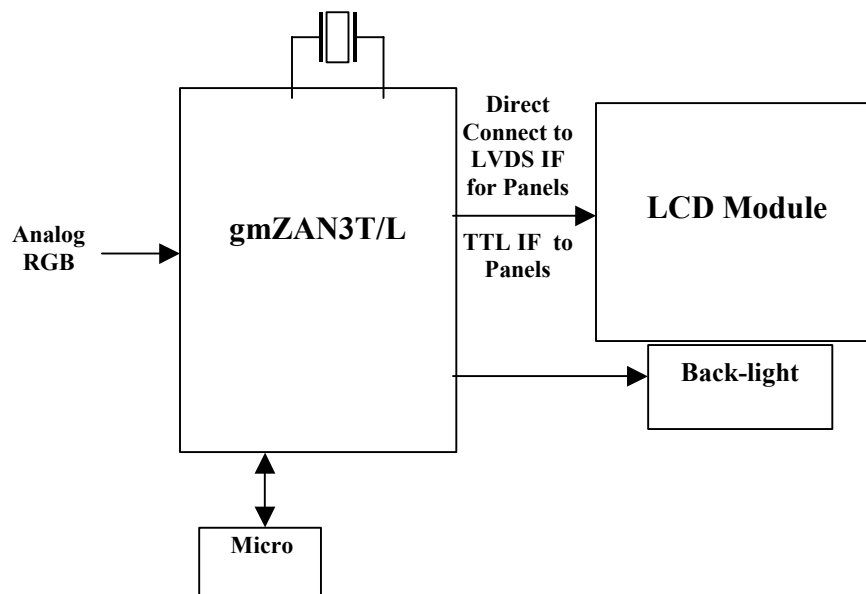 Direct
Connect to
LVDS IF
for Panels
LCD Module
gmZAN3T/L
Analog
RGB
TTL IF to
Panels
Back-light
Micro